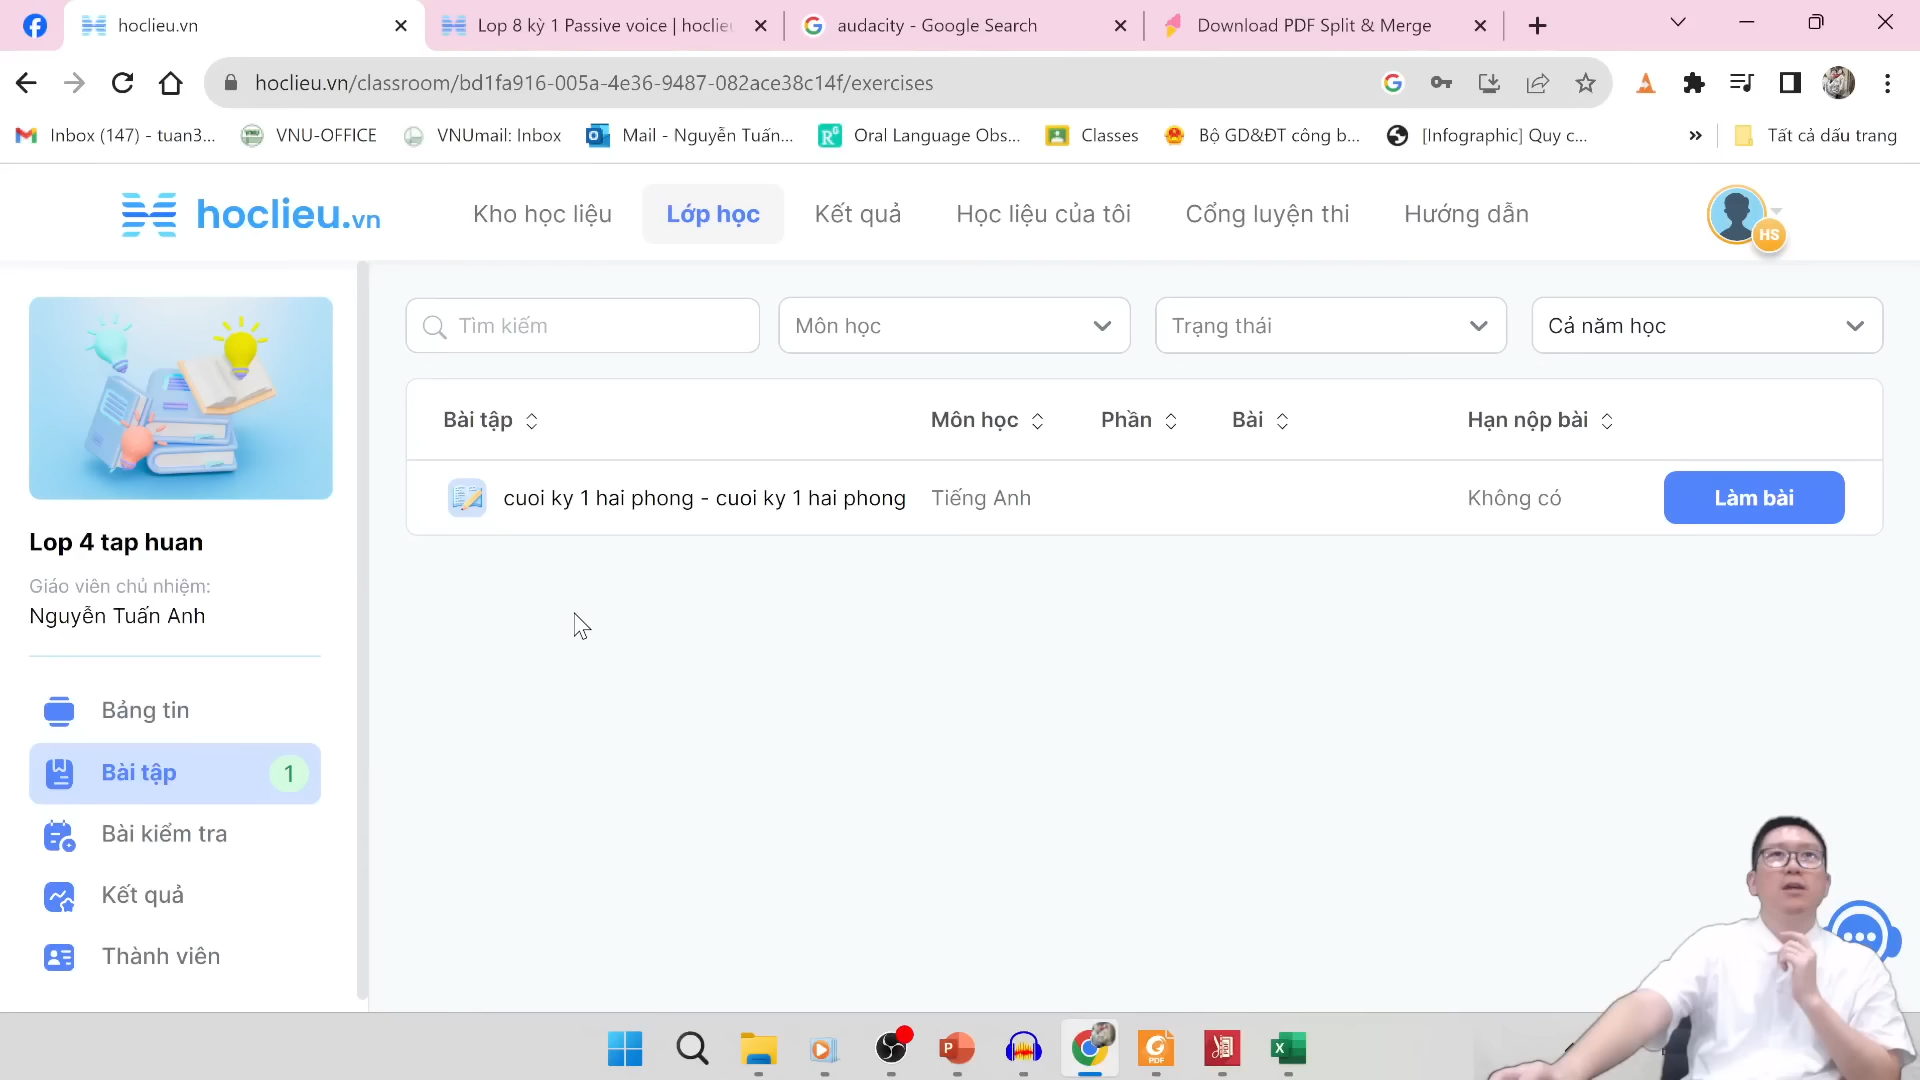 hoclieu.vn
Lop 8 kỳ 1 Passive voice | hoclieu
audacity - Google Search
Download PDF Split & Merge
hoclieu.vn/classroom/bd1fa916-005a-4e36-9487-082ace38c14f/exercises
Inbox (147) - tuan3...
VNU-OFFICE
VNUmail: Inbox
Mail - Nguyễn Tuấn...
Oral Language Obs...
Classes
Bộ GD&ĐT công b...
[Infographic] Quy c...
»
Tất cả dấu trang
hoclieu.vn
Kho học liệu
Lớp học
Kết quả
Học liệu của tôi
Cổng luyện thi
Hướng dẫn
HS
Tìm kiếm
Môn học
Trạng thái
Cả năm học
Bài tập
Môn học
Phần
Bài
Hạn nộp bài
cuoi ky 1 hai phong - cuoi ky 1 hai phong
Tiếng Anh
Không có
Làm bài
Lop 4 tap huan
Giáo viên chủ nhiệm:
Nguyễn Tuấn Anh
Bảng tin
Bài tập
1
Bài kiểm tra
Kết quả
Thành viên